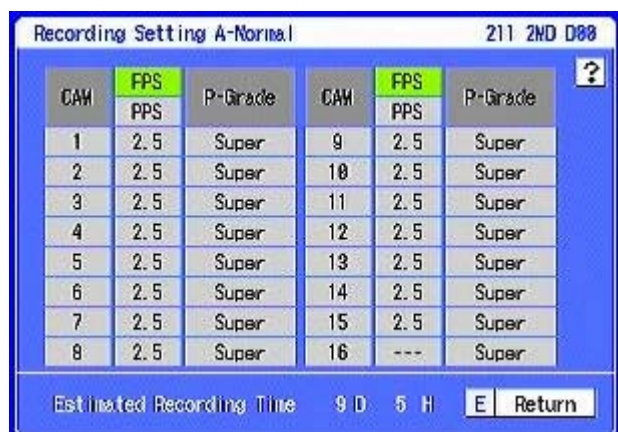 Recording Setting A-Normal 211 2ND D00
?
CAM FPS PPS P-Grade CAM FPS PPS P-Grade
1 2.5 Super 9 2.5 Super
2 2.5 Super 10 2.5 Super
3 2.5 Super 11 2.5 Super
4 2.5 Super 12 2.5 Super
5 2.5 Super 13 2.5 Super
6 2.5 Super 14 2.5 Super
7 2.5 Super 15 2.5 Super
8 2.5 Super 16 --- Super
Estimated Recording Time 9 D 5 H E Return